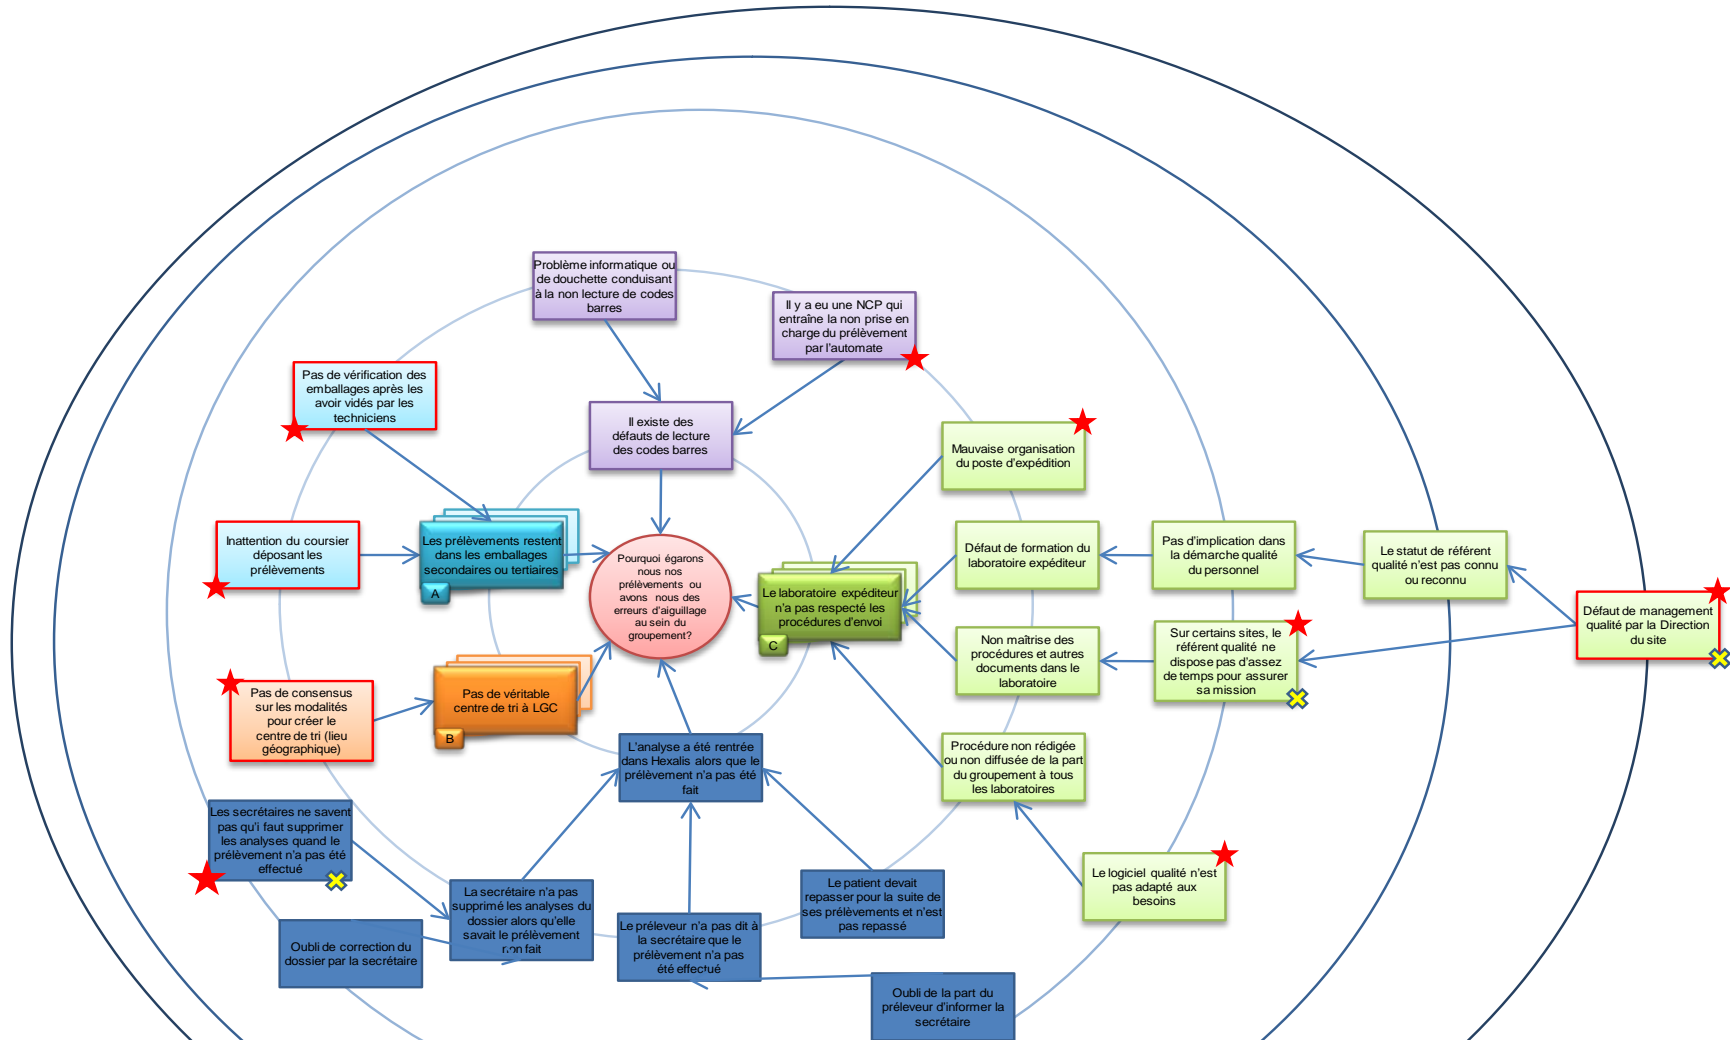 Problème informatique ou
de douchette conduisant
à la non lecture de codes
barres
Il y a eu une NCP qui
entraîne la non prise en
charge du prélèvement
par l'automate
Pas de vérification des
emballages après les
avoir vidés par les
techniciens
Il existe des
défauts de lecture
des codes barres
Mauvaise organisation
du poste d'expédition
Inattention du coursier
déposant les
prélèvements
Les prélèvements restent
dans les emballages
secondaires ou tertiaires
A
Pourquoi égarons
nous nos
prélèvements ou
avons nous des
erreurs d'aiguillage
au sein du
groupement?
Le laboratoire expéditeur
n'a pas respecté les
procédures d'envoi
C
Défaut de formation du
laboratoire expéditeur
Pas d'implication dans
la démarche qualité
du personnel
Le statut de référent
qualité n'est pas connu
ou reconnu
Défaut de management
qualité par la Direction
du site
Non maîtrise des
procédures et autres
documents dans le
laboratoire
Sur certains sites, le
référent qualité ne
dispose pas d'assez
de temps pour assurer
sa mission
Pas de consensus
sur les modalités
pour créer le
centre de tri (lieu
géographique)
Pas de véritable
centre de tri à LGC
B
L'analyse a été rentrée
dans Hexalis alors que le
prélèvement n'a pas été
fait
Procédure non rédigée
ou non diffusée de la part
du groupement à tous
les laboratoires
Les secrétaires ne savent
pas qu'i faut supprimer
les analyses quand le
prélèvement n'a pas été
effectué
La secrétaire n'a pas
supprimé les analyses du
dossier alors qu'elle
savait le prélèvement
non fait
Le patient devait
repasser pour la suite de
ses prélèvements et n'est
pas repassé
Le logiciel qualité n'est
pas adapté aux
besoins
Oubli de correction du
dossier par la secrétaire
Le préleveur n'a pas dit à
la secrétaire que le
prélèvement n'a pas
été effectué
Oubli de la part du
préleveur d'informer la
secrétaire